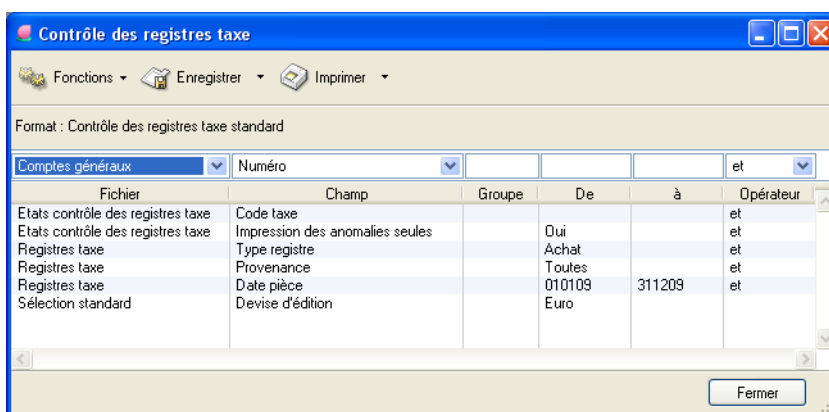 Contrôle des registres taxe
Fonctions Enregistrer Imprimer
Format : Contrôle des registres taxe standard
Comptes généraux Numéro et
Fichier Champ Groupe De à Opérateur
Etats contrôle des registres taxe Code taxe et
Etats contrôle des registres taxe Impression des anomalies seules Oui et
Registres taxe Type registre Achat et
Registres taxe Provenance Toutes et
Registres taxe Date pièce 010109 311209 et
Sélection standard Devise d'édition Euro
Fermer